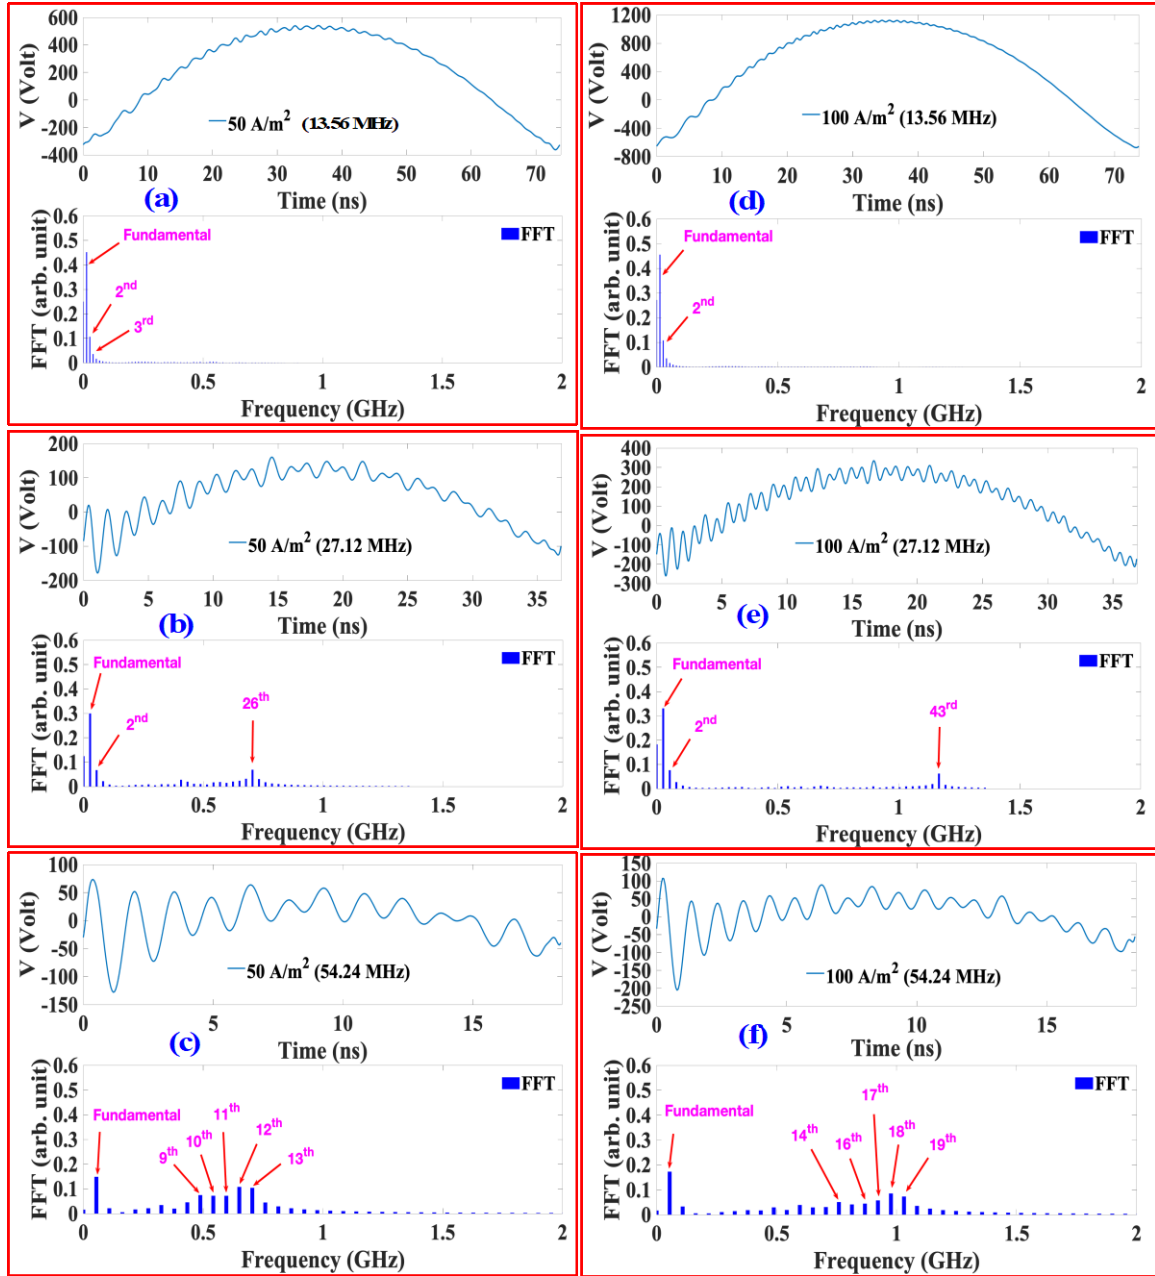 V (Volt)
600
400
200
0
-200
-400
50 A/m² (13.56 MHz)
0 10 20 30 40 50 60 70
(a) Time (ns)
FFT (arb. unit)
0.6
0.5
0.4
0.3
0.2
0.1
0
Fundamental
2nd
3rd
FFT
0 0.5 1 1.5 2
Frequency (GHz)
V (Volt)
1200
800
400
0
-400
-800
100 A/m² (13.56 MHz)
0 10 20 30 40 50 60 70
(d) Time (ns)
FFT (arb. unit)
0.6
0.5
0.4
0.3
0.2
0.1
0
Fundamental
2nd
FFT
0 0.5 1 1.5 2
Frequency (GHz)
V (Volt)
200
100
0
-100
-200
50 A/m² (27.12 MHz)
0 5 10 15 20 25 30 35
(b) Time (ns)
FFT (arb. unit)
0.6
0.5
0.4
0.3
0.2
0.1
0
Fundamental
2nd
26th
FFT
0 0.5 1 1.5 2
Frequency (GHz)
V (Volt)
400
300
200
100
0
-100
-200
-300
100 A/m² (27.12 MHz)
0 5 10 15 20 25 30 35
(e) Time (ns)
FFT (arb. unit)
0.6
0.5
0.4
0.3
0.2
0.1
0
Fundamental
2nd
43rd
FFT
0 0.5 1 1.5 2
Frequency (GHz)
V (Volt)
100
50
0
-50
-100
-150
50 A/m² (54.24 MHz)
0 5 10 15
(c) Time (ns)
FFT (arb. unit)
0.6
0.5
0.4
0.3
0.2
0.1
0
Fundamental
9th
10th
11th
12th
13th
FFT
0 0.5 1 1.5 2
Frequency (GHz)
V (Volt)
150
100
50
0
-50
-100
-150
-200
-250
100 A/m² (54.24 MHz)
0 5 10 15
(f) Time (ns)
FFT (arb. unit)
0.6
0.5
0.4
0.3
0.2
0.1
0
Fundamental
14th
16th
17th
18th
19th
FFT
0 0.5 1 1.5 2
Frequency (GHz)